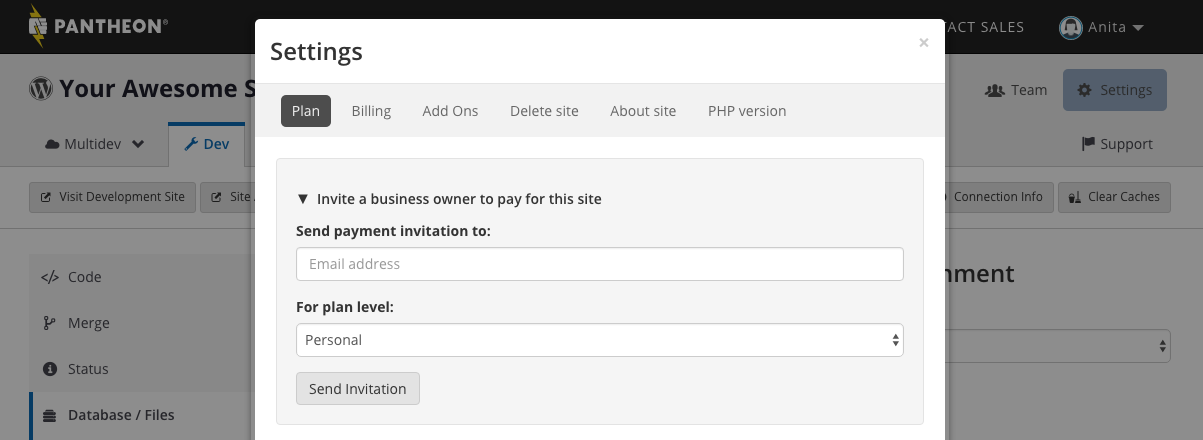 PANTHEON®
ACT SALES
Anita
Settings
×
Your Awesome S
Team
Settings
Plan
Billing
Add Ons
Delete site
About site
PHP version
Multidev
Dev
Support
Visit Development Site
Site
Connection Info
Clear Caches
▼ Invite a business owner to pay for this site
Send payment invitation to:
Email address
For plan level:
Personal
Send Invitation
</> Code
Merge
Status
Database / Files
nment